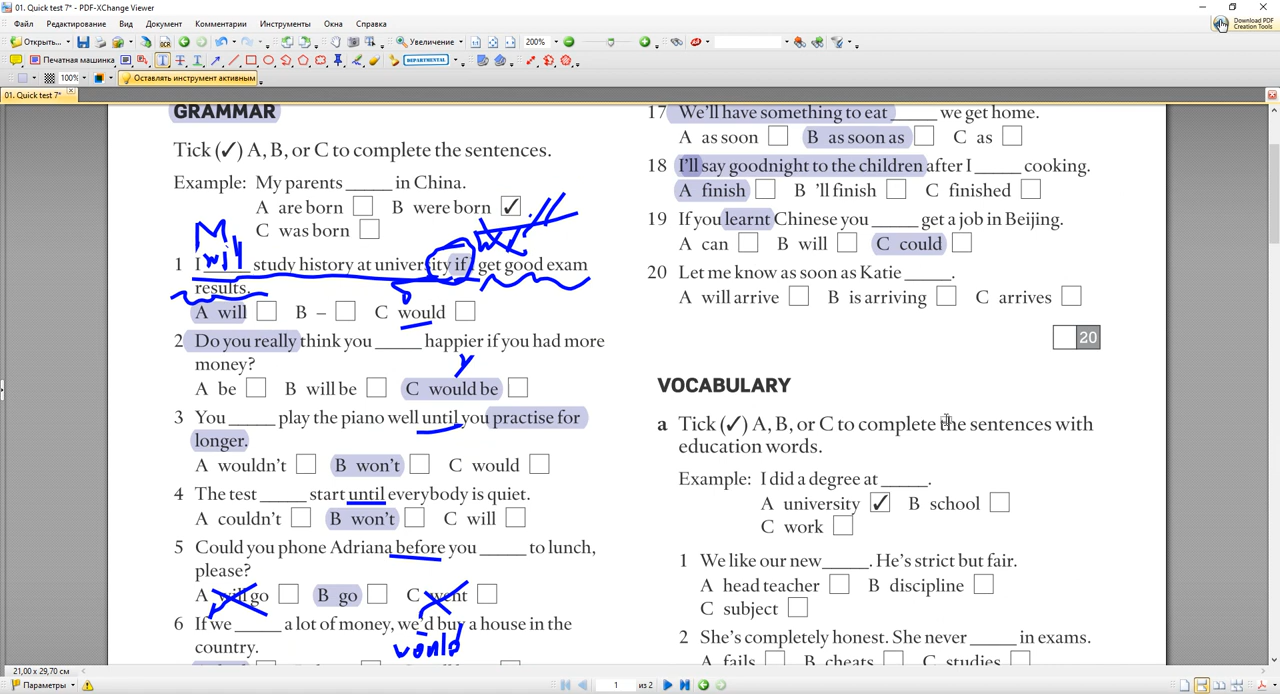 01. Quick test 7* - PDF-XChange Viewer
Файл Редактирование Вид Документ Комментарии Инструменты Окна Справка
Download PDF Creation Tools
Открыть... OCR Увеличение 200%
Печатная машинка DEPARTMENTAL
100% Оставлять инструмент активным
01. Quick test 7*
GRAMMAR
Tick (✓) A, B, or C to complete the sentences.
Example: My parents _____ in China.
A are born B were born ✓
C was born
will
1 I _____ study history at university if I get good exam
results.
A will B – C would
2 Do you really think you _____ happier if you had more
money?
A be B will be C would be
3 You _____ play the piano well until you practise for
longer.
A wouldn't B won't C would
4 The test _____ start until everybody is quiet.
A couldn't B won't C will
5 Could you phone Adriana before you _____ to lunch,
please?
A will go B go C went
6 If we _____ a lot of money, we'd buy a house in the
country.
would
17 We'll have something to eat _____ we get home.
A as soon B as soon as C as
18 I'll say goodnight to the children after I _____ cooking.
A finish B 'll finish C finished
19 If you learnt Chinese you _____ get a job in Beijing.
A can B will C could
20 Let me know as soon as Katie _____.
A will arrive B is arriving C arrives
20
VOCABULARY
a Tick (✓) A, B, or C to complete the sentences with
education words.
Example: I did a degree at _____.
A university ✓ B school
C work
1 We like our new_____. He's strict but fair.
A head teacher B discipline
C subject
2 She's completely honest. She never _____ in exams.
A fails B cheats C studies
21,00 x 29,70 см
Параметры 1 из 2